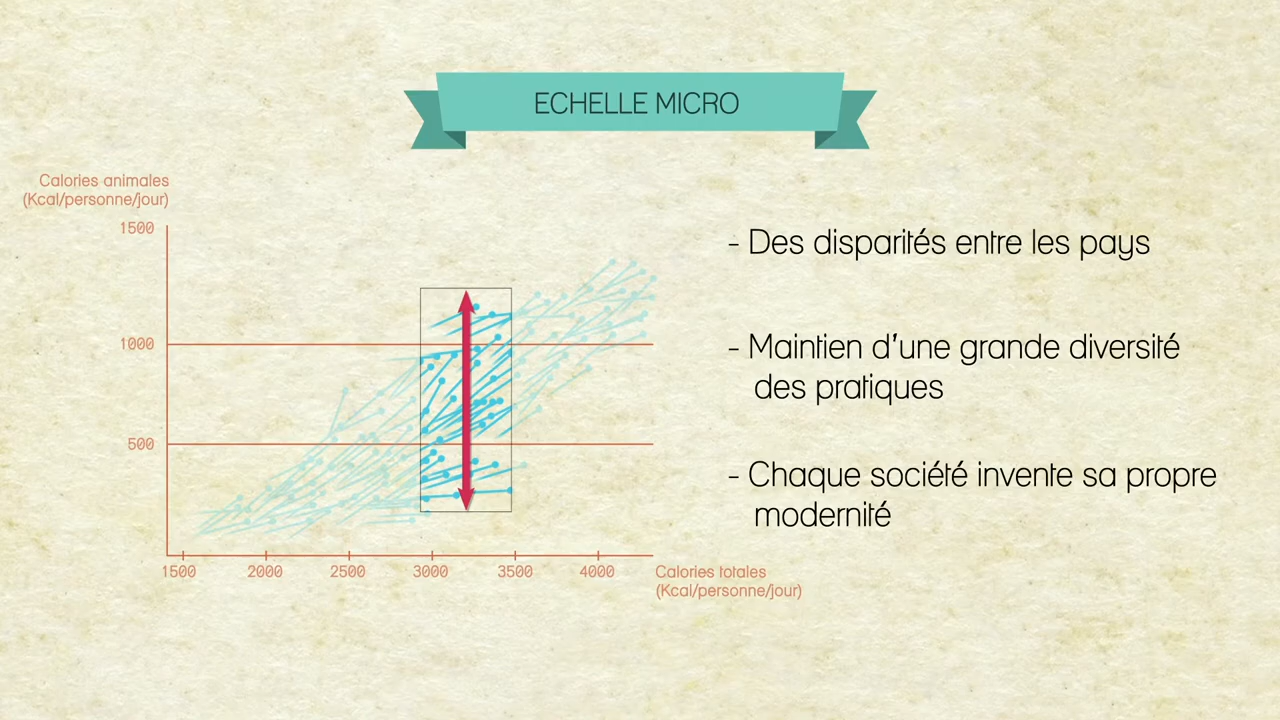 ECHELLE MICRO
Calories animales
(Kcal/personne/jour)
1500
1000
500
1500 2000 2500 3000 3500 4000
Calories totales
(Kcal/personne/jour)
- Des disparités entre les pays
- Maintien d'une grande diversité
des pratiques
- Chaque société invente sa propre
modernité